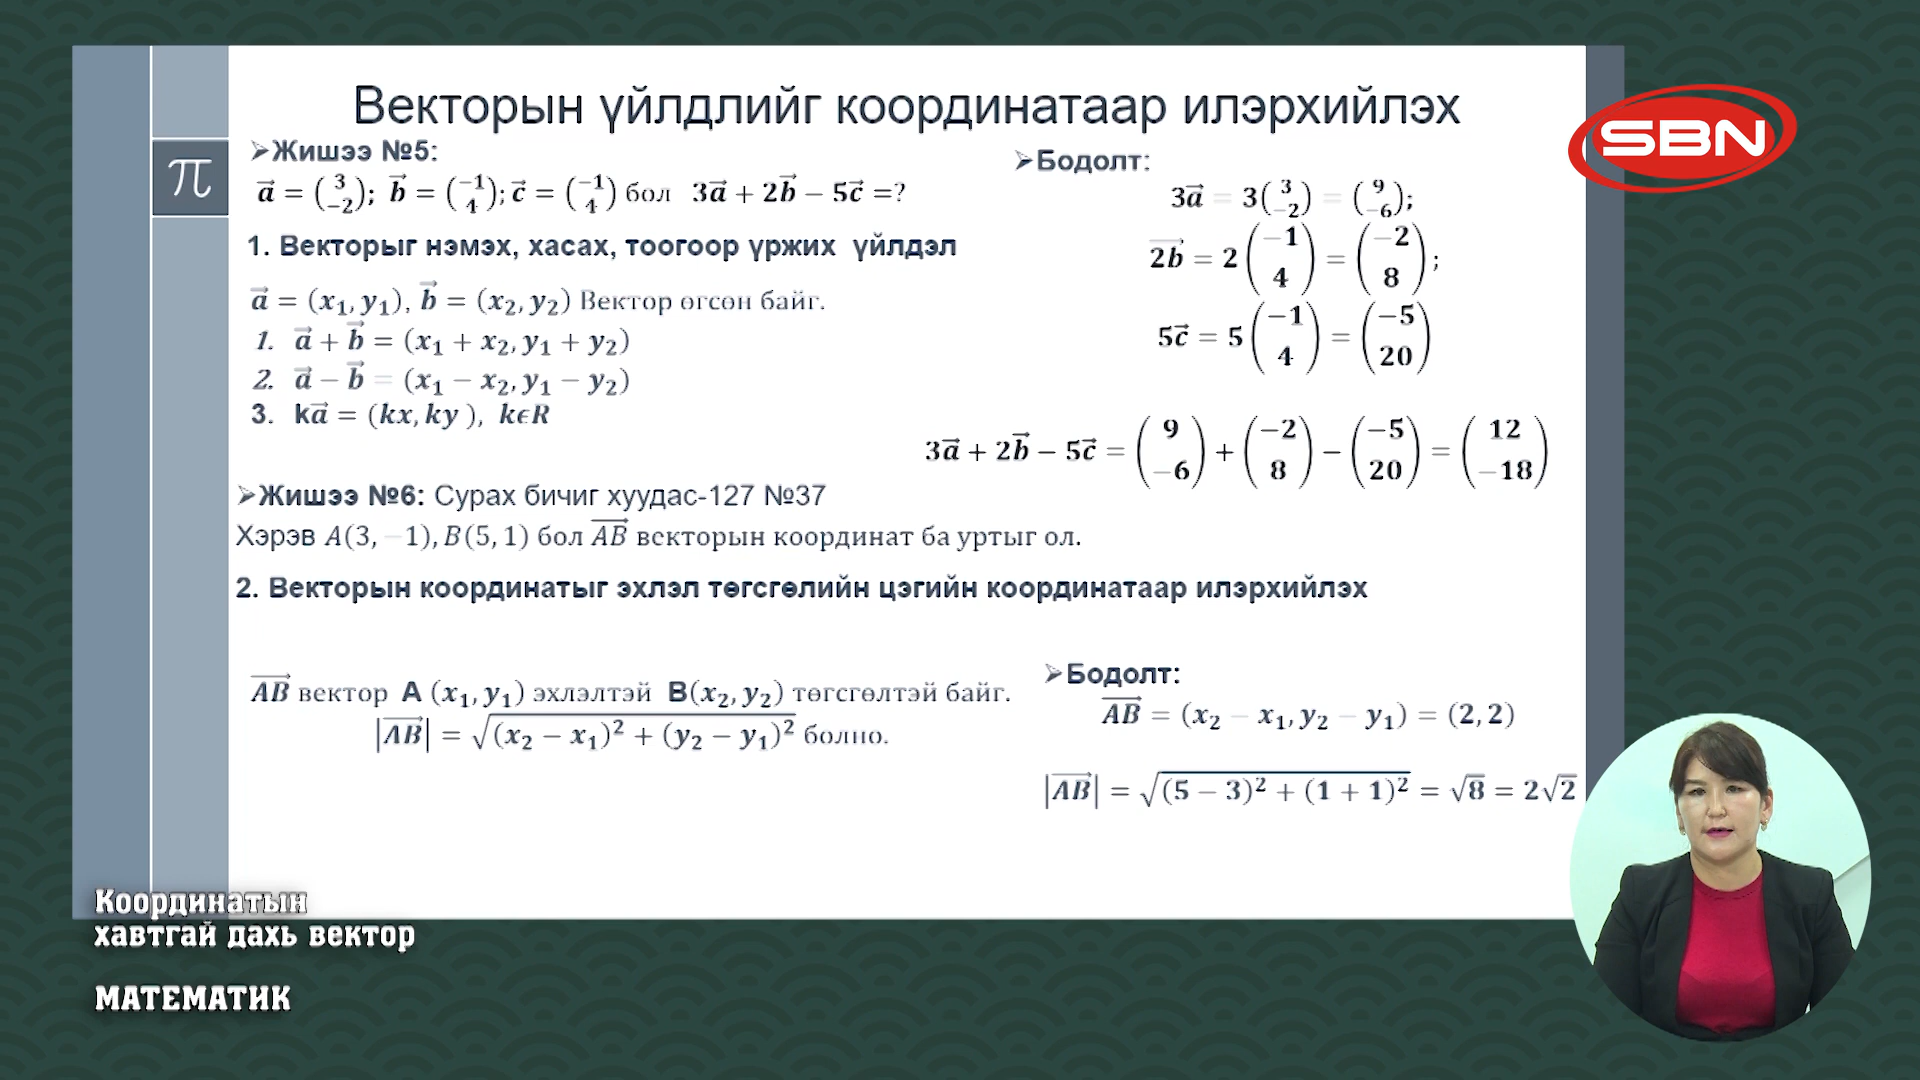 Векторын үйлдлийг координатаар илэрхийлэх
SBN
π
➢Жишээ №5:
a⃗ = (3 -2); b⃗ = (-1 4); c⃗ = (-1 4) бол 3a⃗ + 2b⃗ − 5c⃗ =?
1. Векторыг нэмэх, хасах, тоогоор үржих үйлдэл
a⃗ = (x₁, y₁), b⃗ = (x₂, y₂) Вектор өгсөн байг.
1. a⃗ + b⃗ = (x₁ + x₂, y₁ + y₂)
2. a⃗ − b⃗ = (x₁ − x₂, y₁ − y₂)
3. ka⃗ = (kx, ky ), kϵR
➢Бодолт:
3a⃗ = 3(3 -2) = (9 -6);
2b⃗ = 2(-1 4) = (-2 8);
5c⃗ = 5(-1 4) = (-5 20)
3a⃗ + 2b⃗ − 5c⃗ = (9 -6) + (-2 8) − (-5 20) = (12 -18)
➢Жишээ №6: Сурах бичиг хуудас-127 №37
Хэрэв A(3, −1), B(5, 1) бол AB⃗ векторын координат ба уртыг ол.
2. Векторын координатыг эхлэл төгсгөлийн цэгийн координатаар илэрхийлэх
AB⃗ вектор A (x₁, y₁) эхлэлтэй B(x₂, y₂) төгсгөлтэй байг.
|AB⃗| = √(x₂ − x₁)² + (y₂ − y₁)² болно.
➢Бодолт:
AB⃗ = (x₂ − x₁, y₂ − y₁) = (2, 2)
|AB⃗| = √(5 − 3)² + (1 + 1)² = √8 = 2√2
Координатын
хавтгай дахь вектор
МАТЕМАТИК